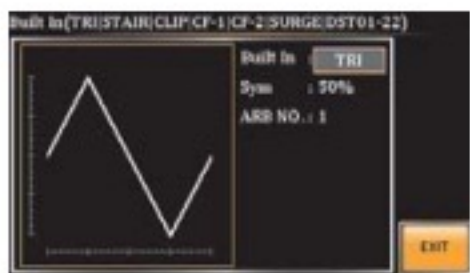 Built In(TRI|STAIR|CLIP|CF-1|CF-2|SURGE|DST01-22)
Built In : TRI
Sym : 50%
ARB NO. : 1
EXIT